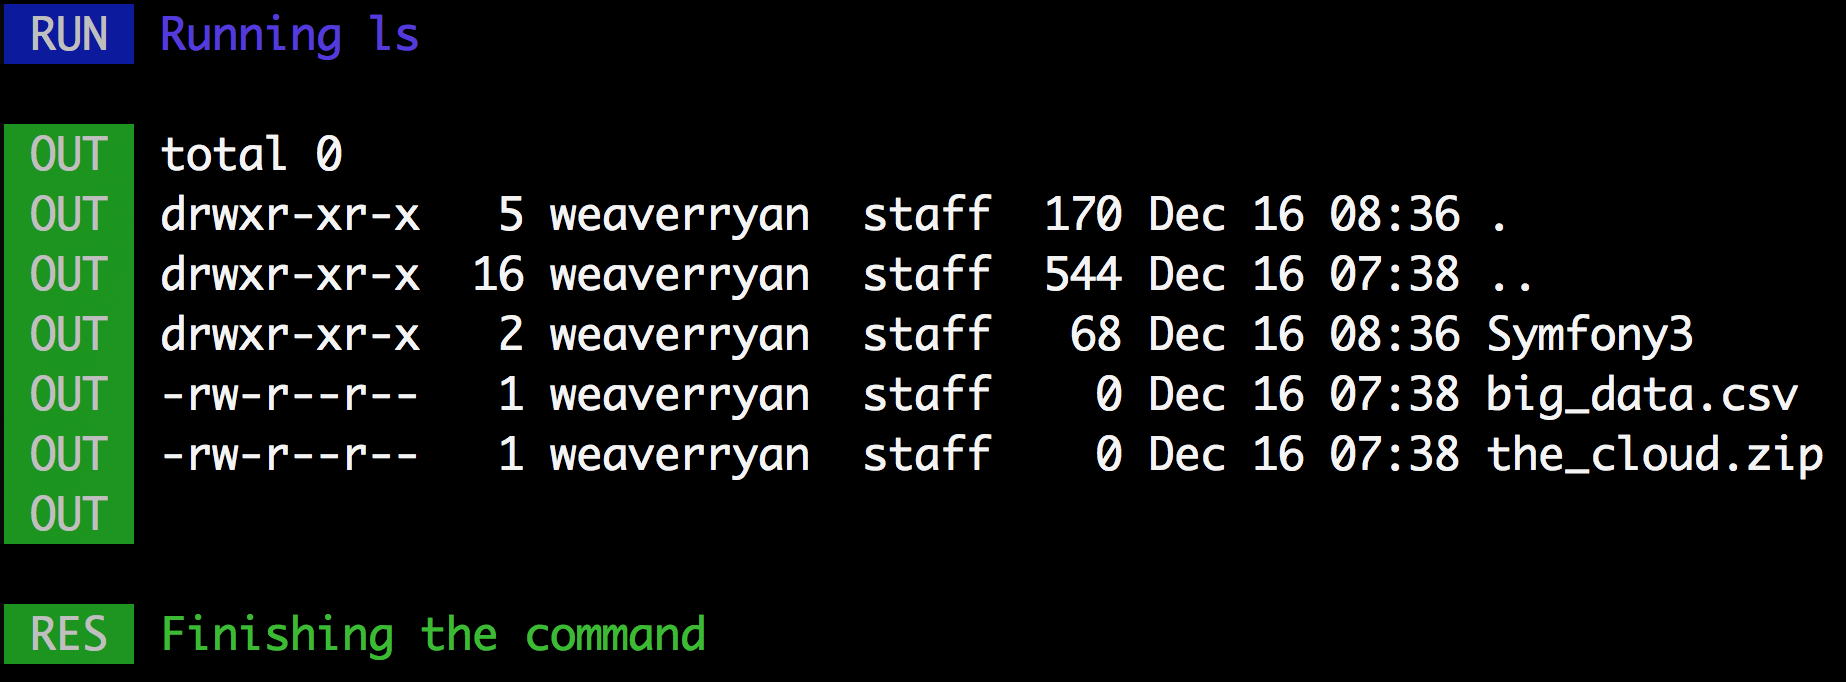 RUN  Running ls
OUT  total 0
OUT  drwxr-xr-x   5 weaverryan  staff  170 Dec 16 08:36 .
OUT  drwxr-xr-x  16 weaverryan  staff  544 Dec 16 07:38 ..
OUT  drwxr-xr-x   2 weaverryan  staff   68 Dec 16 08:36 Symfony3
OUT  -rw-r--r--   1 weaverryan  staff    0 Dec 16 07:38 big_data.csv
OUT  -rw-r--r--   1 weaverryan  staff    0 Dec 16 07:38 the_cloud.zip
OUT
RES  Finishing the command